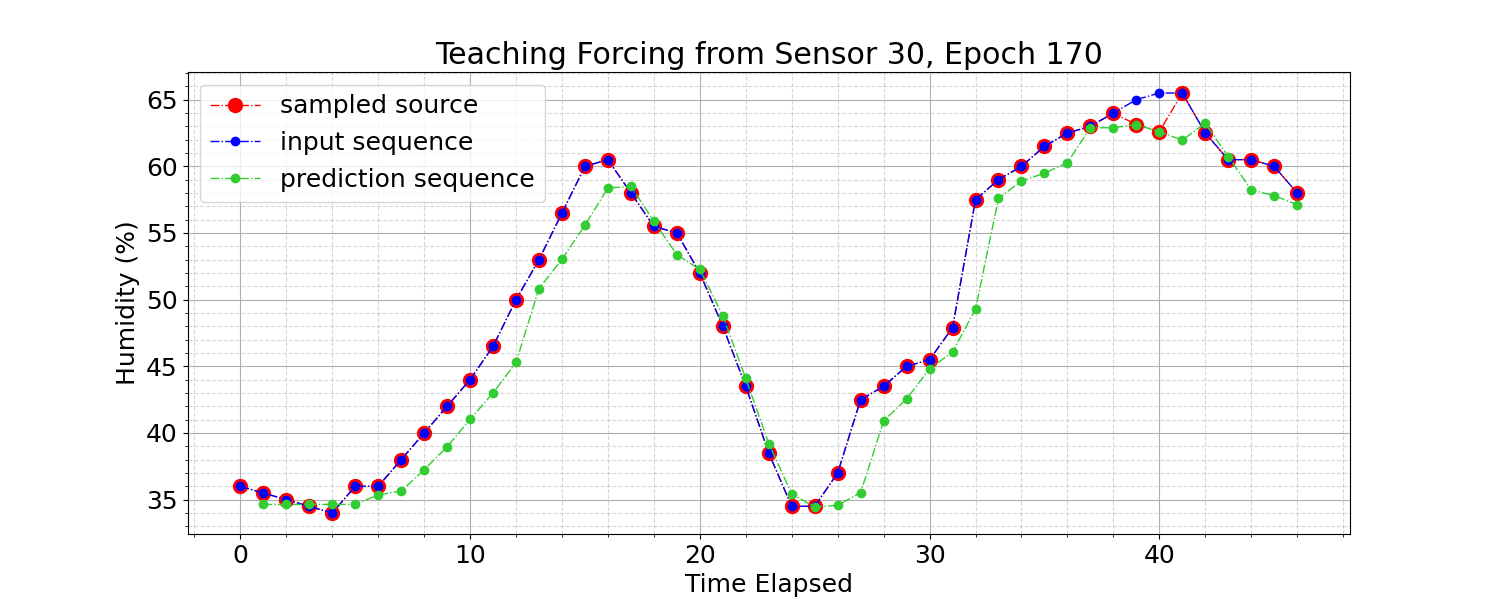 Teaching Forcing from Sensor 30, Epoch 170
sampled source
input sequence
prediction sequence
Humidity (%)
65
60
55
50
45
40
35
0 10 20 30 40
Time Elapsed